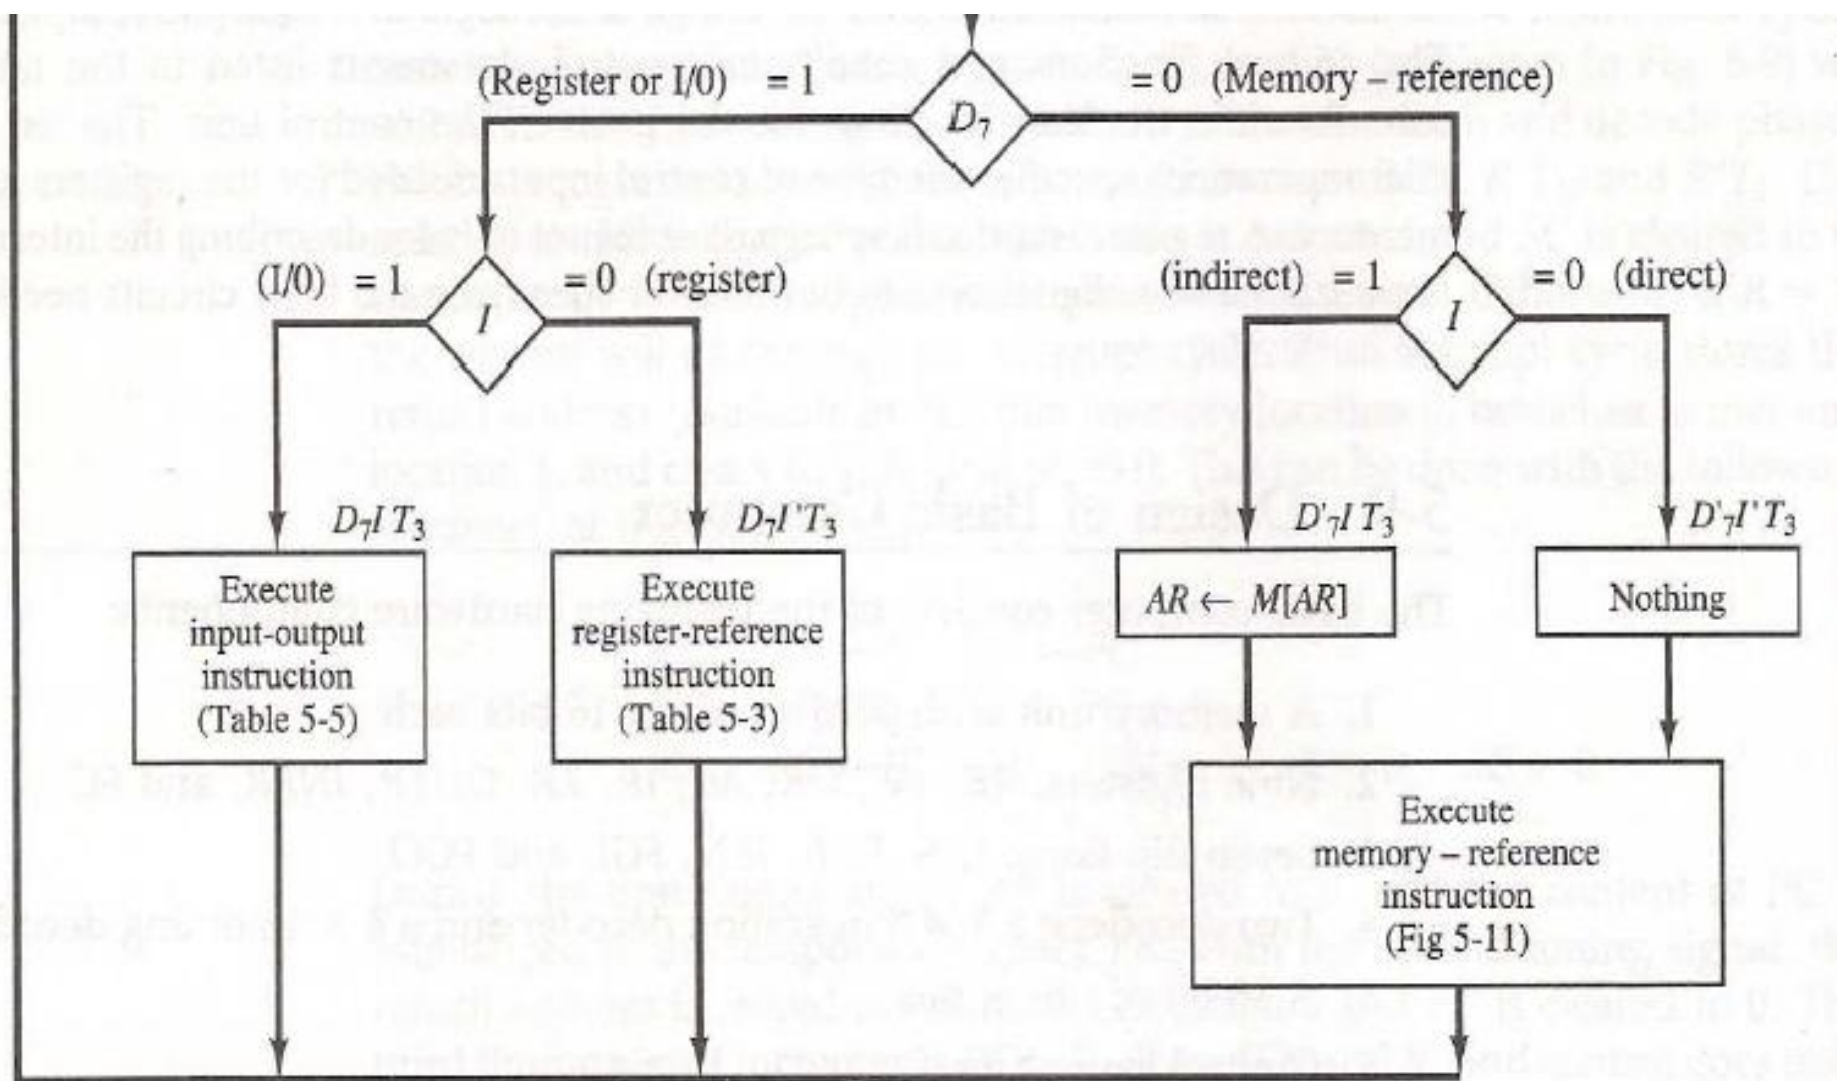 (Register or I/0) = 1
= 0 (Memory – reference)
D7
(I/0) = 1
= 0 (register)
(indirect) = 1
= 0 (direct)
I
I
D7IT3
D7I'T3
D'7IT3
D'7I'T3
Execute
input-output
instruction
(Table 5-5)
Execute
register-reference
instruction
(Table 5-3)
AR ← M[AR]
Nothing
Execute
memory – reference
instruction
(Fig 5-11)